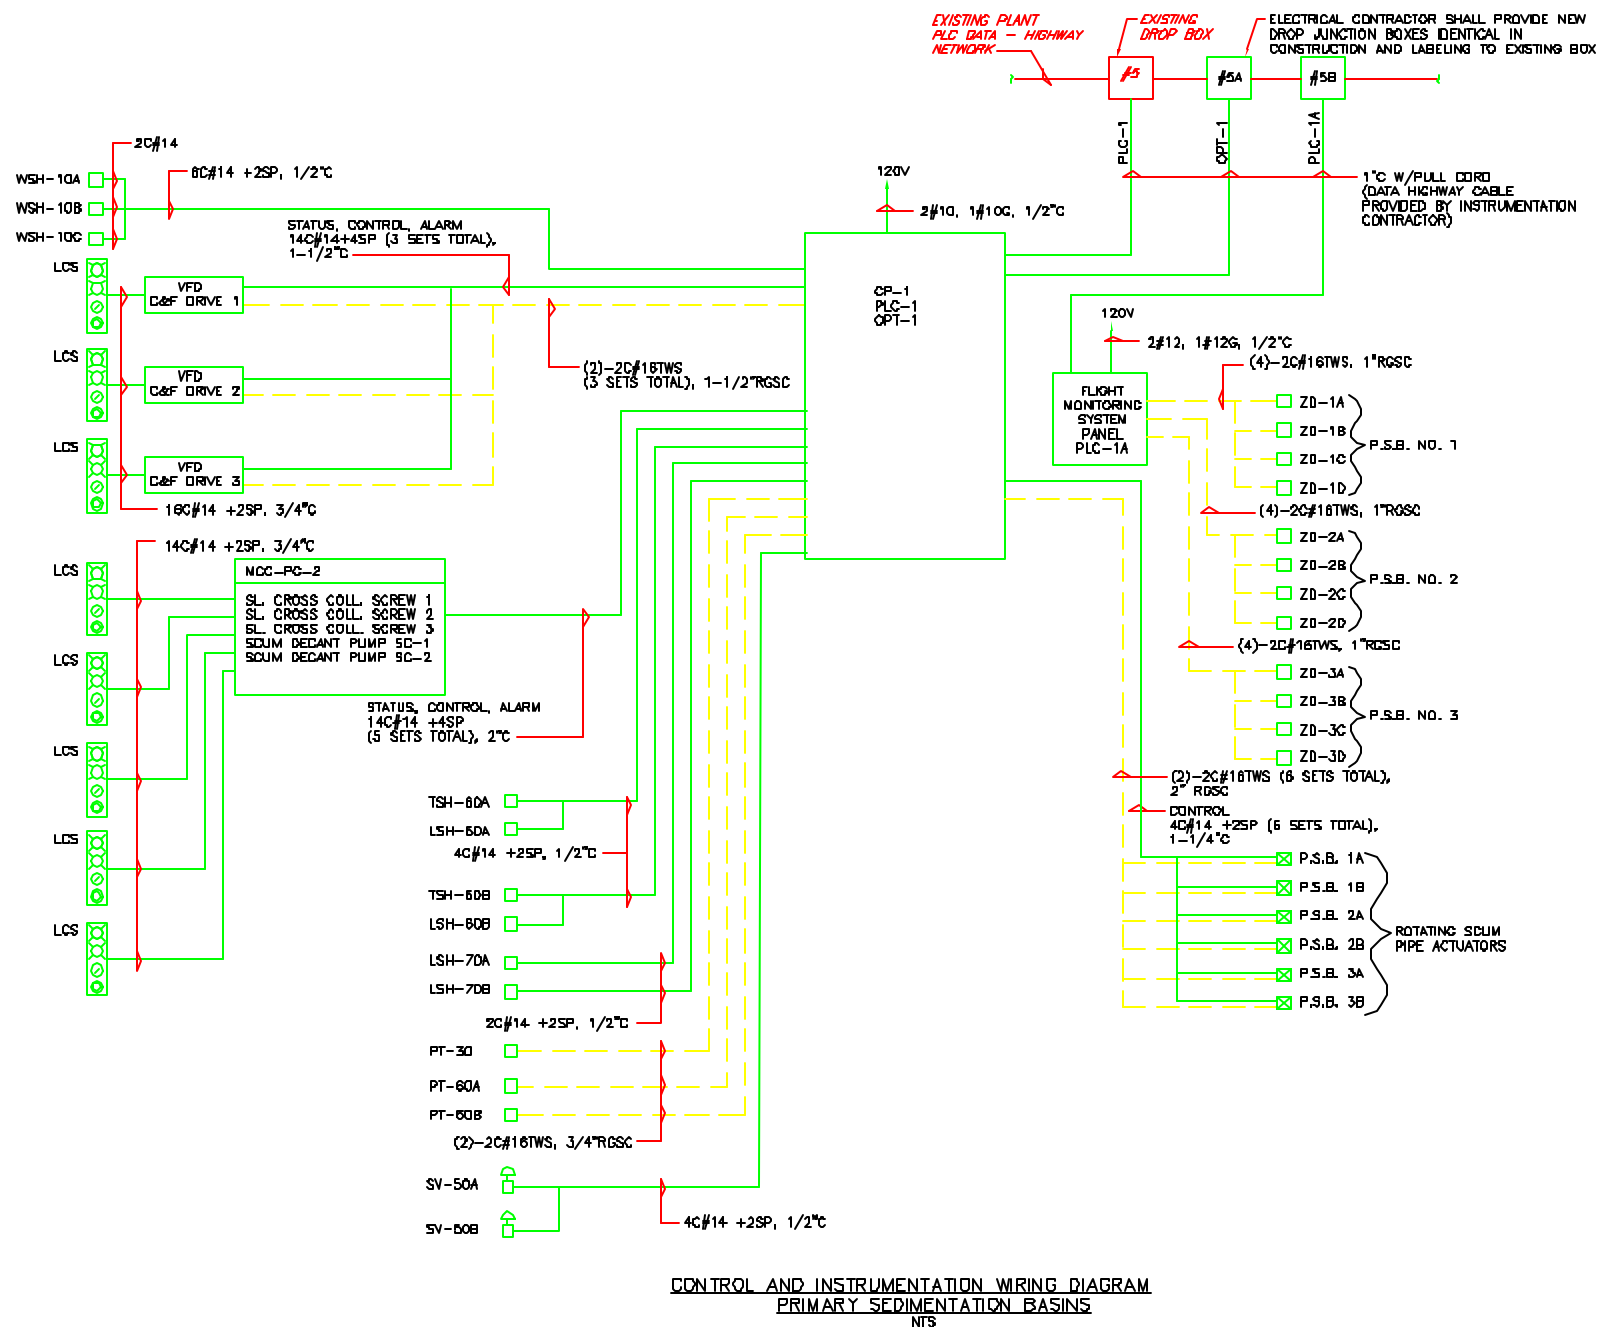 EXISTING PLANT
PLC DATA - HIGHWAY
NETWORK
EXISTING
DROP BOX
ELECTRICAL CONTRACTOR SHALL PROVIDE NEW
DROP JUNCTION BOXES IDENTICAL IN
CONSTRUCTION AND LABELING TO EXISTING BOX
#5
#5A
#5B
PLC-1
OPT-1
PLC-1A
1"C W/PULL CORD
(DATA HIGHWAY CABLE
PROVIDED BY INSTRUMENTATION
CONTRACTOR)
2C#14
6C#14 +2SP, 1/2"C
WSH-10A
WSH-10B
WSH-10C
STATUS, CONTROL, ALARM
14C#14+4SP (3 SETS TOTAL),
1-1/2"C
120V
2#10, 1#10G, 1/2"C
LCS
VFD
C&F DRIVE 1
LCS
VFD
C&F DRIVE 2
LCS
VFD
C&F DRIVE 3
16C#14 +2SP, 3/4"C
(2)-2C#16TWS
(3 SETS TOTAL), 1-1/2"RGSC
CP-1
PLC-1
OPT-1
120V
2#12, 1#12G, 1/2"C
FLIGHT
MONITORING
SYSTEM
PANEL
PLC-1A
(4)-2C#16TWS, 1"RGSC
ZO-1A
ZO-1B
ZO-1C
ZO-1D
P.S.B. NO. 1
(4)-2C#16TWS, 1"RGSC
ZO-2A
ZO-2B
ZO-2C
ZO-2D
P.S.B. NO. 2
(4)-2C#16TWS, 1"RGSC
ZO-3A
ZO-3B
ZO-3C
ZO-3D
P.S.B. NO. 3
14C#14 +2SP, 3/4"C
LCS
LCS
LCS
LCS
LCS
MCC-PC-2
SL. CROSS COLL. SCREW 1
SL. CROSS COLL. SCREW 2
SL. CROSS COLL. SCREW 3
SCUM DECANT PUMP SC-1
SCUM DECANT PUMP SC-2
STATUS, CONTROL, ALARM
14C#14 +4SP
(5 SETS TOTAL), 2"C
TSH-60A
LSH-60A
4C#14 +2SP, 1/2"C
TSH-60B
LSH-60B
LSH-70A
LSH-70B
2C#14 +2SP, 1/2"C
PT-30
PT-60A
PT-60B
(2)-2C#16TWS, 3/4"RGSC
SV-50A
SV-50B
4C#14 +2SP, 1/2"C
(2)-2C#16TWS (6 SETS TOTAL),
2" RGSC
CONTROL
4C#14 +2SP (6 SETS TOTAL),
1-1/4"C
P.S.B. 1A
P.S.B. 1B
P.S.B. 2A
P.S.B. 2B
P.S.B. 3A
P.S.B. 3B
ROTATING SCUM
PIPE ACTUATORS
CONTROL AND INSTRUMENTATION WIRING DIAGRAM
PRIMARY SEDIMENTATION BASINS
NTS